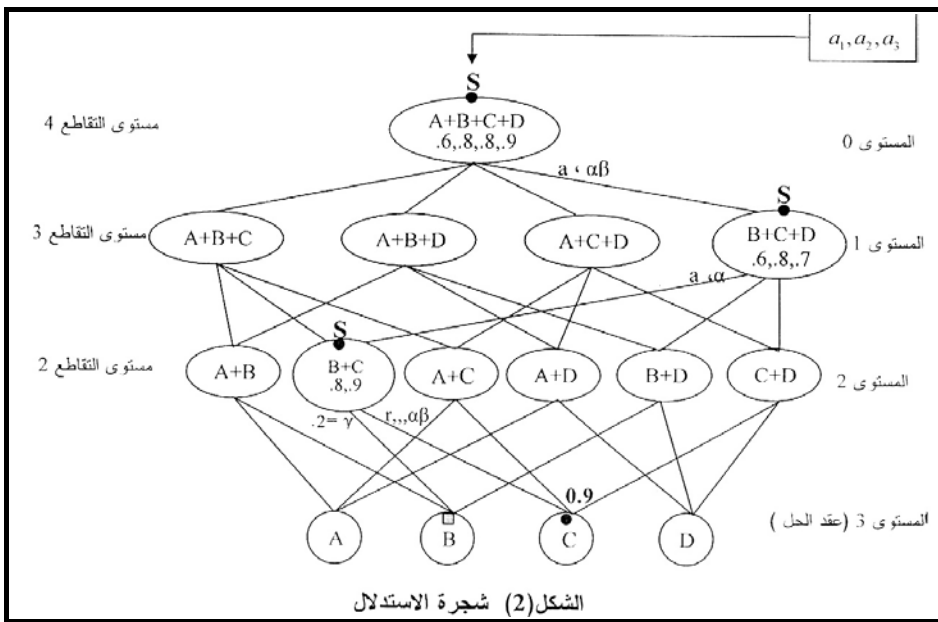 a₁, a₂, a₃
S
مستوى التقاطع 4
A+B+C+D
.6,.8,.8,.9
المستوى 0
a ، αβ
S
مستوى التقاطع 3
A+B+C
A+B+D
A+C+D
B+C+D
.6,.8,.7
المستوى 1
a ،α
S
مستوى التقاطع 2
A+B
B+C
.8,.9
A+C
A+D
B+D
C+D
المستوى 2
.2= γ
r,,,αβ
0.9
A
B
C
D
المستوى 3 (عقد الحل )
الشكل(2) شجرة الاستدلال